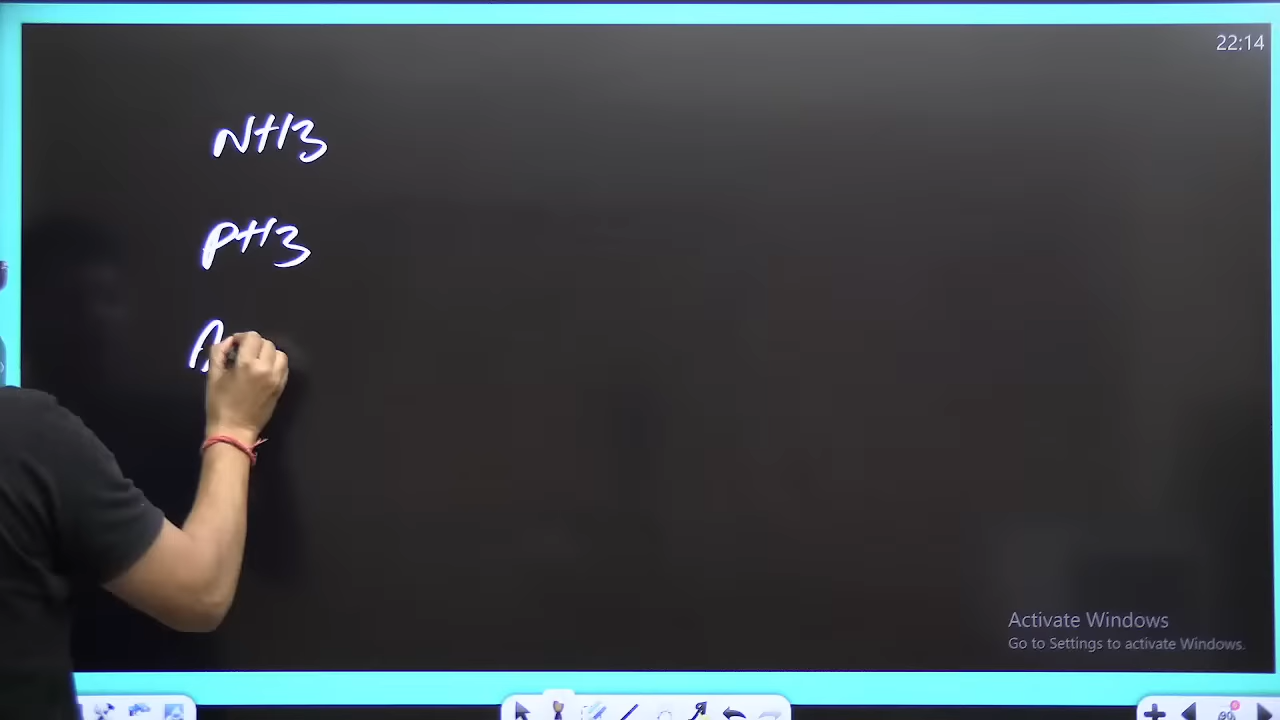 22:14
NH3
PH3
A
Activate Windows
Go to Settings to activate Windows.